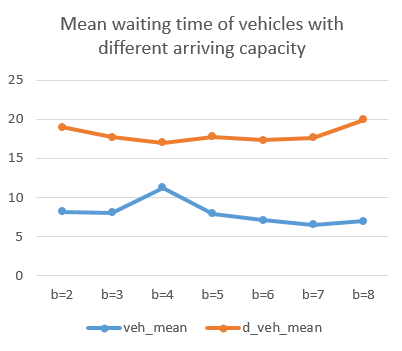 Mean waiting time of vehicles with
different arriving capacity
25
20
15
10
5
0
b=2 b=3 b=4 b=5 b=6 b=7 b=8
veh_mean d_veh_mean